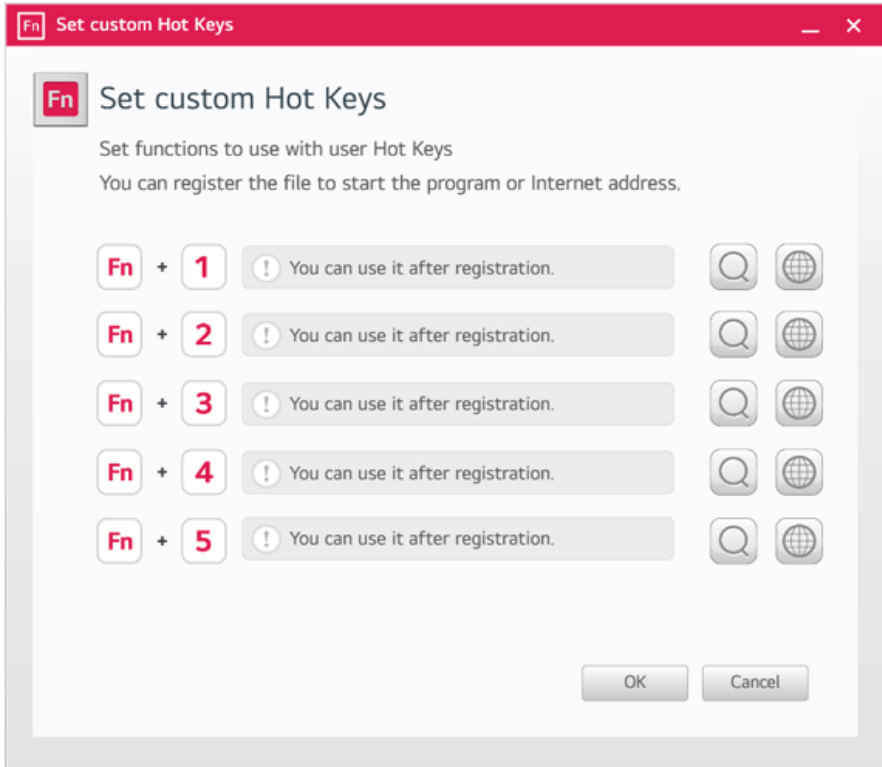 Fn Set custom Hot Keys
Fn Set custom Hot Keys
Set functions to use with user Hot Keys
You can register the file to start the program or Internet address.
Fn + 1 ! You can use it after registration.
Fn + 2 ! You can use it after registration.
Fn + 3 ! You can use it after registration.
Fn + 4 ! You can use it after registration.
Fn + 5 ! You can use it after registration.
OK Cancel